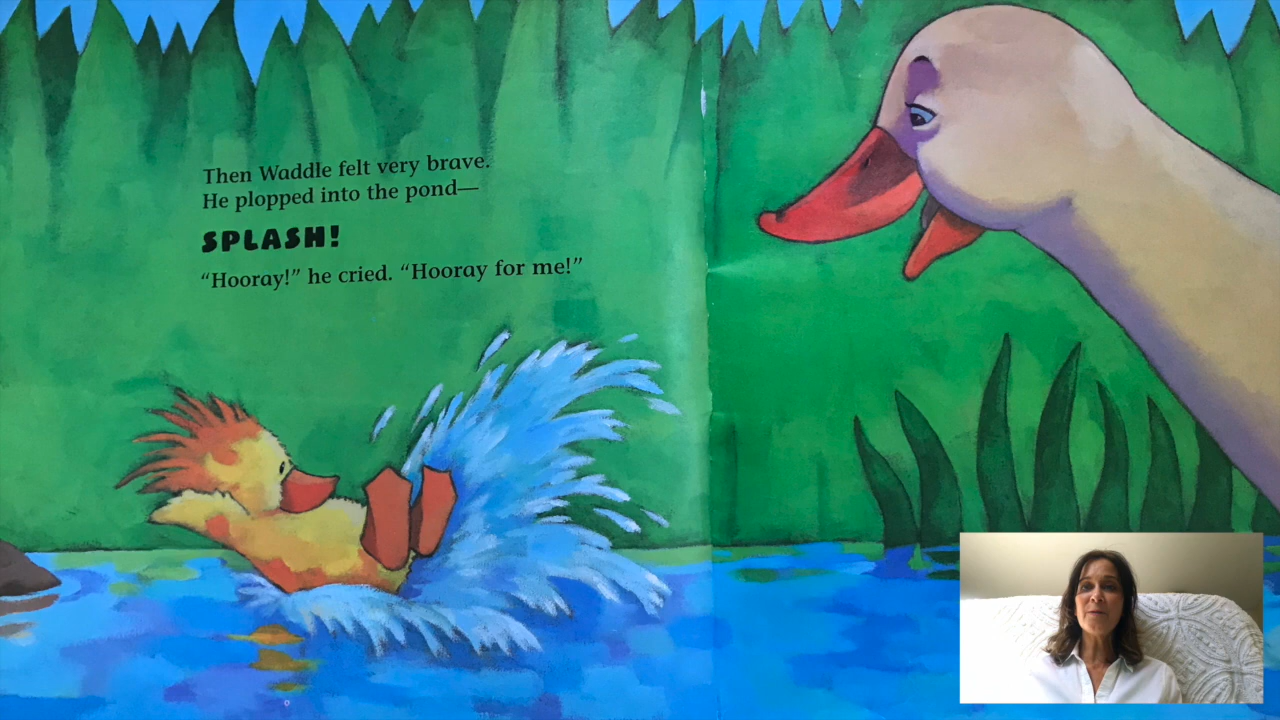 Then Waddle felt very brave.
He plopped into the pond—
SPLASH!
“Hooray!” he cried. “Hooray for me!”